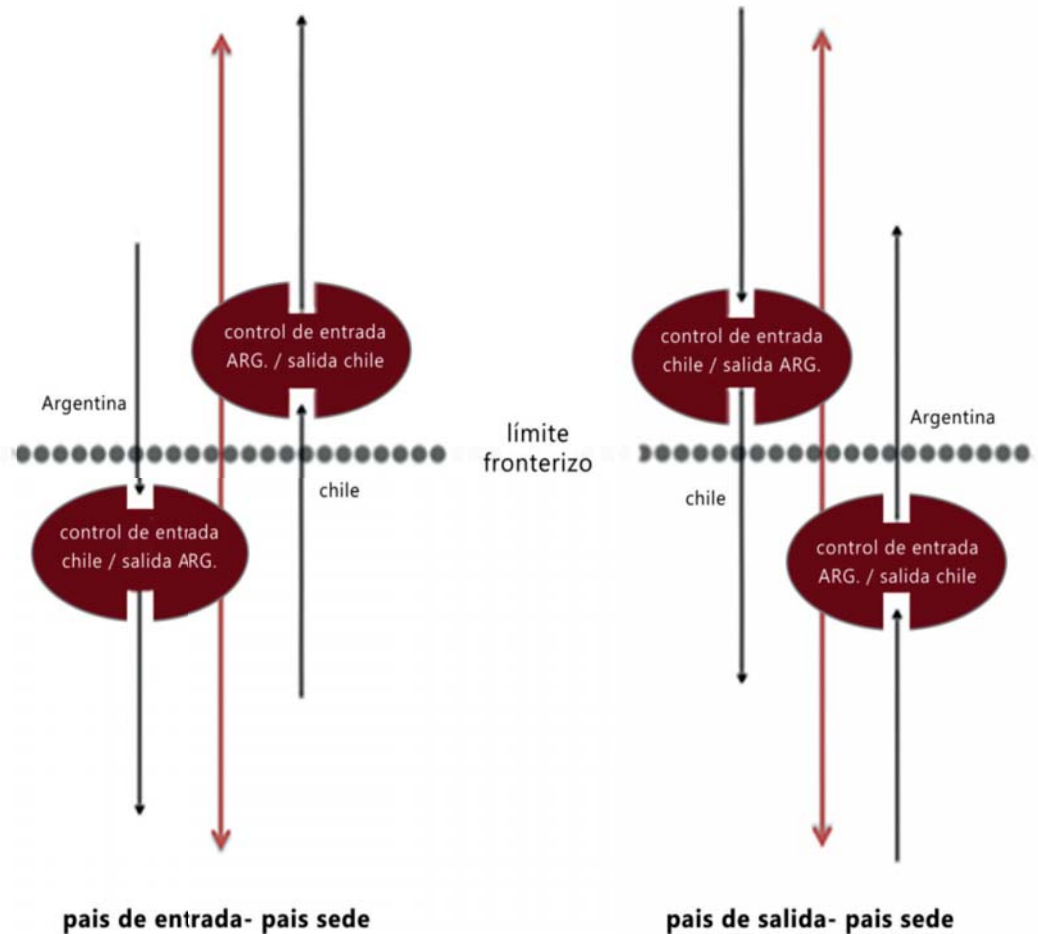 control de entrada
ARG. / salida chile
Argentina
chile
control de entrada
chile / salida ARG.
pais de entrada- pais sede
límite
fronterizo
control de entrada
chile / salida ARG.
Argentina
chile
control de entrada
ARG. / salida chile
pais de salida- pais sede